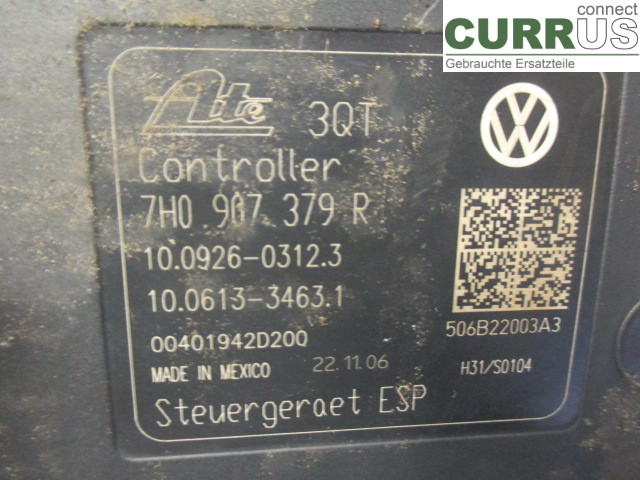 connect
CURRUS
Gebrauchte Ersatzteile
Ate 3QT
Controller
7H0 907 379 R
10.0926-0312.3
10.0613-3463.1
00401942D200
506B22003A3
MADE IN MEXICO 22.11.06
H31/S0104
Steuergeraet ESP